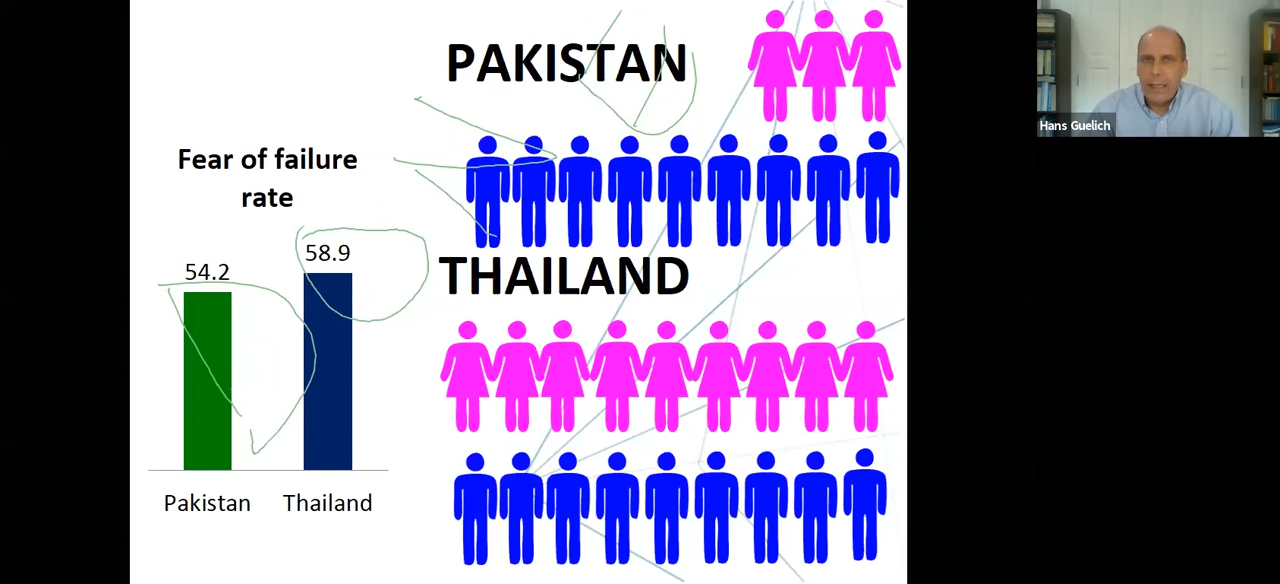 PAKISTAN
Fear of failure
rate
54.2
58.9
Pakistan
Thailand
THAILAND
Hans Guelich